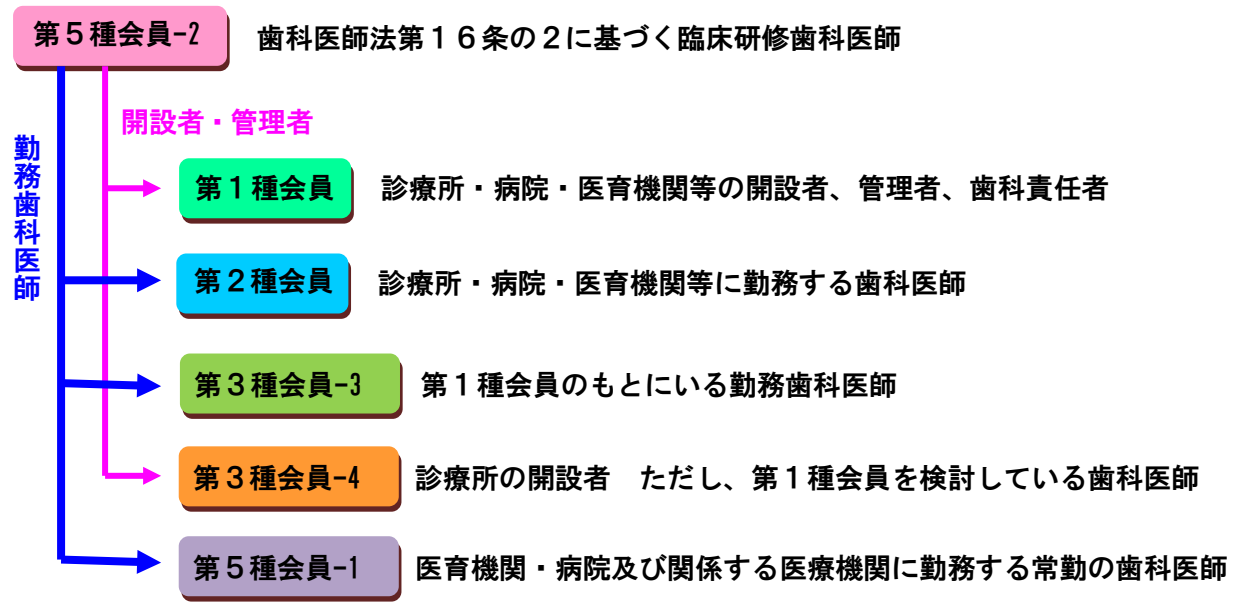 第５種会員-2
歯科医師法第１６条の２に基づく臨床研修歯科医師
開設者・管理者
勤務歯科医師
第１種会員
診療所・病院・医育機関等の開設者、管理者、歯科責任者
第２種会員
診療所・病院・医育機関等に勤務する歯科医師
第３種会員-3
第１種会員のもとにいる勤務歯科医師
第３種会員-4
診療所の開設者　ただし、第１種会員を検討している歯科医師
第５種会員-1
医育機関・病院及び関係する医療機関に勤務する常勤の歯科医師